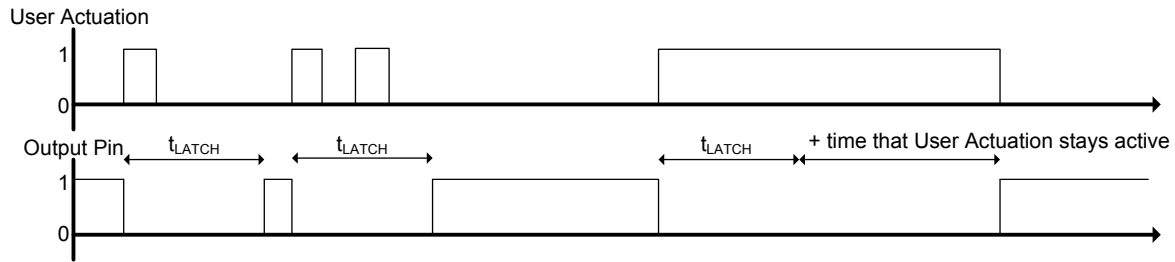 User Actuation
1
0
Output Pin
tLATCH
tLATCH
tLATCH
+ time that User Actuation stays active
1
0